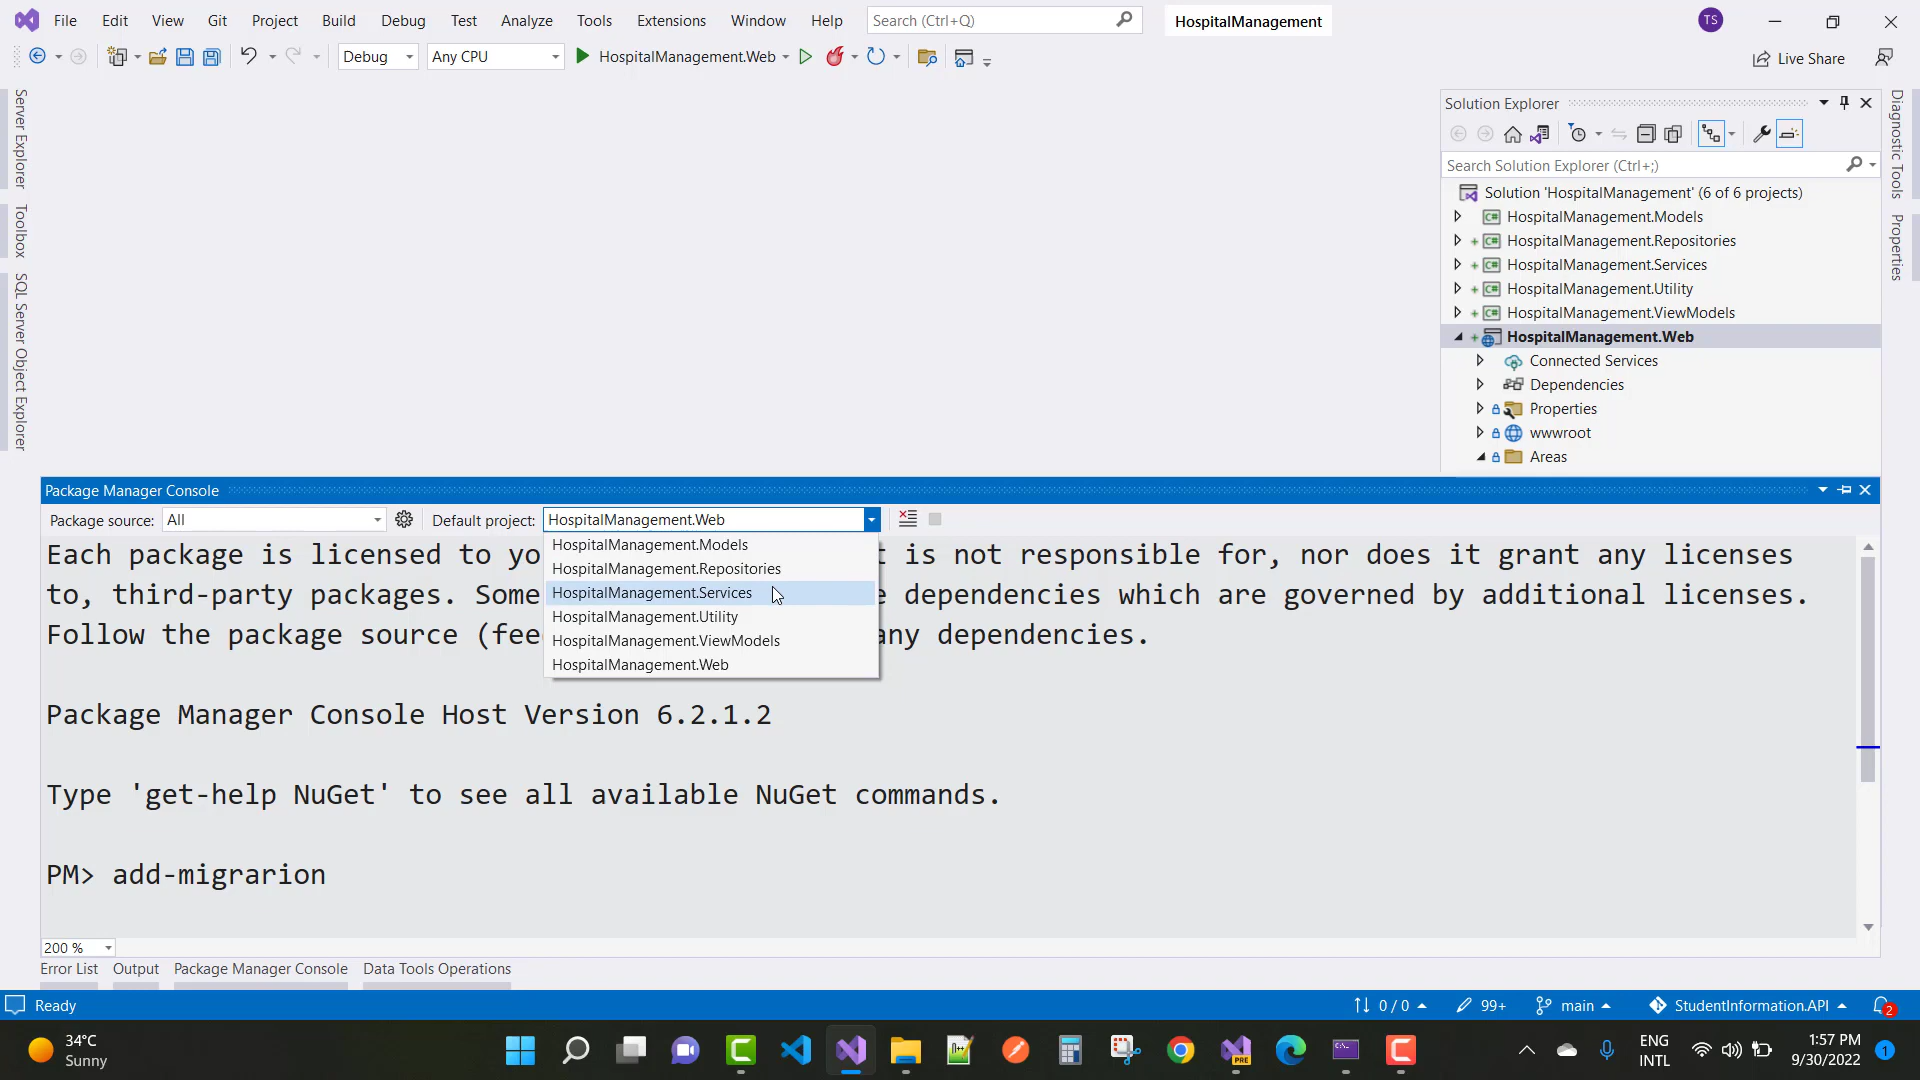 File Edit View Git Project Build Debug Test Analyze Tools Extensions Window Help Search (Ctrl+Q) HospitalManagement TS
Debug Any CPU HospitalManagement.Web Live Share
Server Explorer
Toolbox
SQL Server Object Explorer
Solution Explorer
Search Solution Explorer (Ctrl+;)
Solution 'HospitalManagement' (6 of 6 projects)
HospitalManagement.Models
HospitalManagement.Repositories
HospitalManagement.Services
HospitalManagement.Utility
HospitalManagement.ViewModels
HospitalManagement.Web
Connected Services
Dependencies
Properties
wwwroot
Areas
Diagnostic Tools
Properties
Package Manager Console
Package source: All Default project: HospitalManagement.Web
HospitalManagement.Models
HospitalManagement.Repositories
HospitalManagement.Services
HospitalManagement.Utility
HospitalManagement.ViewModels
HospitalManagement.Web
Each package is licensed to yo t is not responsible for, nor does it grant any licenses
to, third-party packages. Some e dependencies which are governed by additional licenses.
Follow the package source (fee any dependencies.
Package Manager Console Host Version 6.2.1.2
Type 'get-help NuGet' to see all available NuGet commands.
PM> add-migrarion
200 %
Error List Output Package Manager Console Data Tools Operations
Ready 0 / 0 99+ main StudentInformation.API 2
34°C
Sunny
PRE
ENG
INTL
1:57 PM
9/30/2022
1